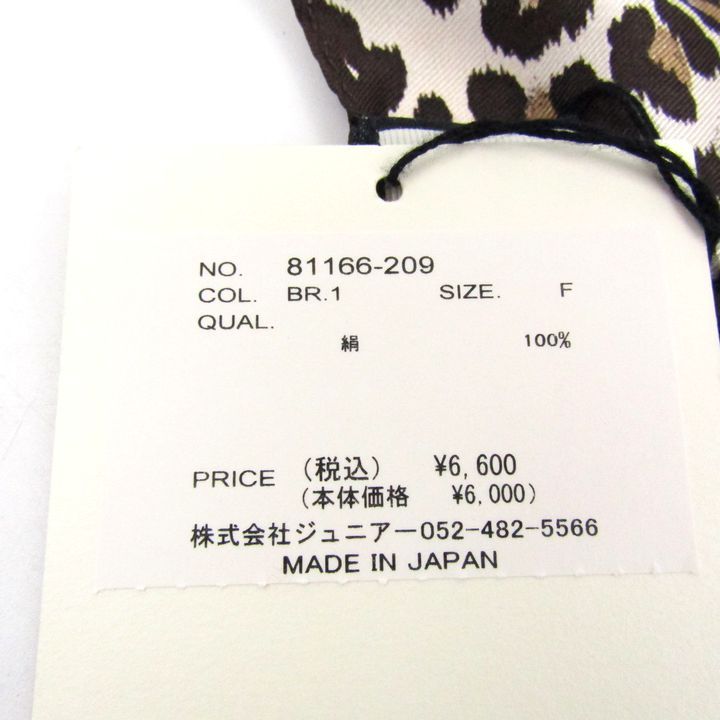 NO. 81166-209
COL. BR.1 SIZE. F
QUAL.
絹 100%
PRICE (税込) ¥6,600
(本体価格 ¥6,000)
株式会社ジュニアー052-482-5566
MADE IN JAPAN